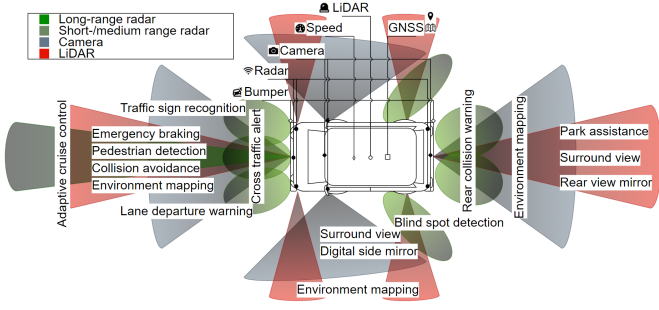 Long-range radar
Short-/medium range radar
Camera
LiDAR
LiDAR
Speed
GNSS
Camera
Radar
Bumper
Traffic sign recognition
Emergency braking
Pedestrian detection
Collision avoidance
Environment mapping
Lane departure warning
Adaptive cruise control
Cross traffic alert
Rear collision warning
Environment mapping
Park assistance
Surround view
Rear view mirror
Blind spot detection
Surround view
Digital side mirror
Environment mapping